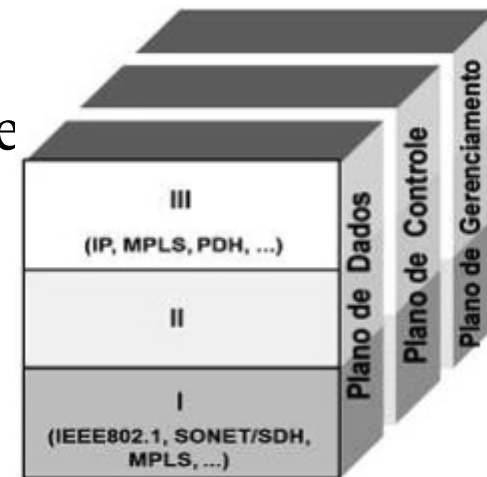 e
III
(IP, MPLS, PDH, ...)
II
I
(IEEE802.1, SONET/SDH,
MPLS, ...)
Plano de Dados
Plano de Controle
Plano de Gerenciamento